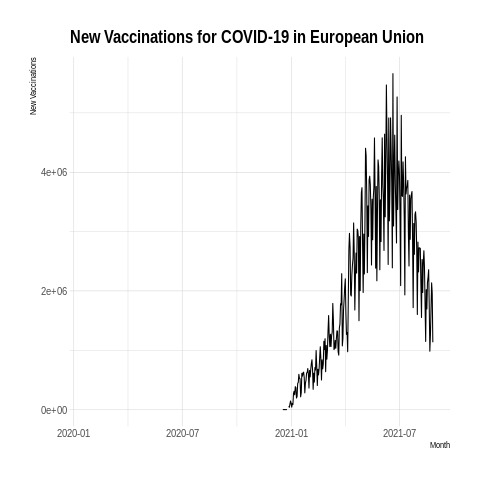 New Vaccinations for COVID-19 in European Union
New Vaccinations
4e+06
2e+06
0e+00
2020-01
2020-07
2021-01
2021-07
Month